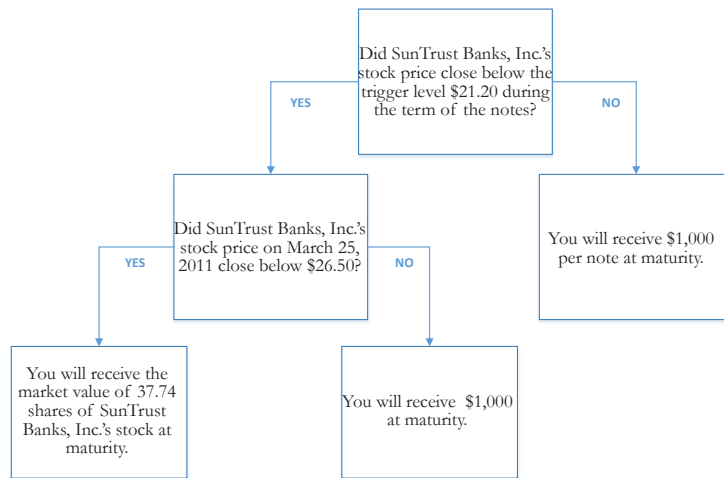 Did SunTrust Banks, Inc.'s
stock price close below the
trigger level $21.20 during
the term of the notes?
YES
NO
Did SunTrust Banks, Inc.'s
stock price on March 25,
2011 close below $26.50?
You will receive $1,000
per note at maturity.
YES
NO
You will receive the
market value of 37.74
shares of SunTrust
Banks, Inc.'s stock at
maturity.
You will receive $1,000
at maturity.